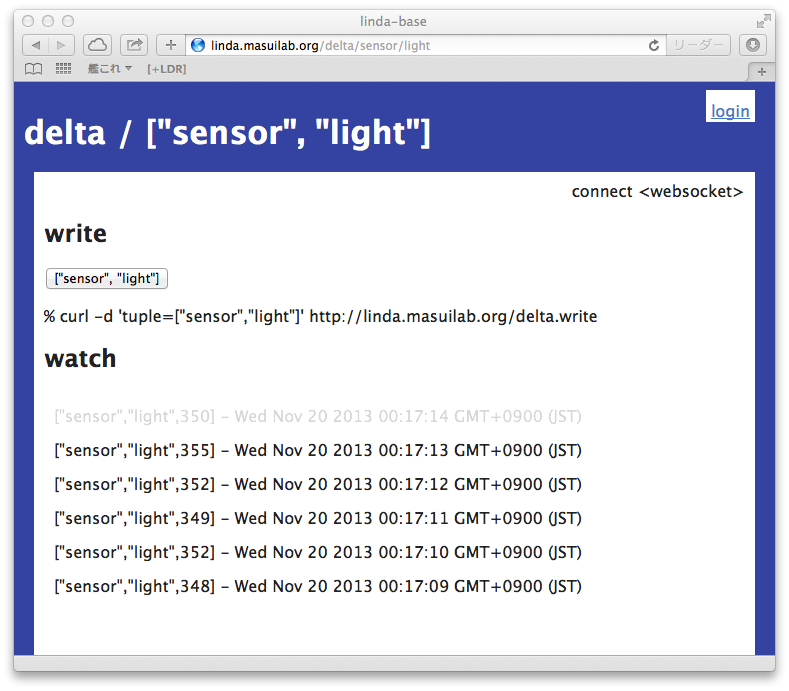 linda-base
linda.masuilab.org/delta/sensor/light
リーダー
艦これ ▼ [+LDR]
login
delta / ["sensor", "light"]
connect <websocket>
write
["sensor", "light"]
% curl -d 'tuple=["sensor","light"]' http://linda.masuilab.org/delta.write
watch
["sensor","light",350] – Wed Nov 20 2013 00:17:14 GMT+0900 (JST)
["sensor","light",355] – Wed Nov 20 2013 00:17:13 GMT+0900 (JST)
["sensor","light",352] – Wed Nov 20 2013 00:17:12 GMT+0900 (JST)
["sensor","light",349] – Wed Nov 20 2013 00:17:11 GMT+0900 (JST)
["sensor","light",352] – Wed Nov 20 2013 00:17:10 GMT+0900 (JST)
["sensor","light",348] – Wed Nov 20 2013 00:17:09 GMT+0900 (JST)